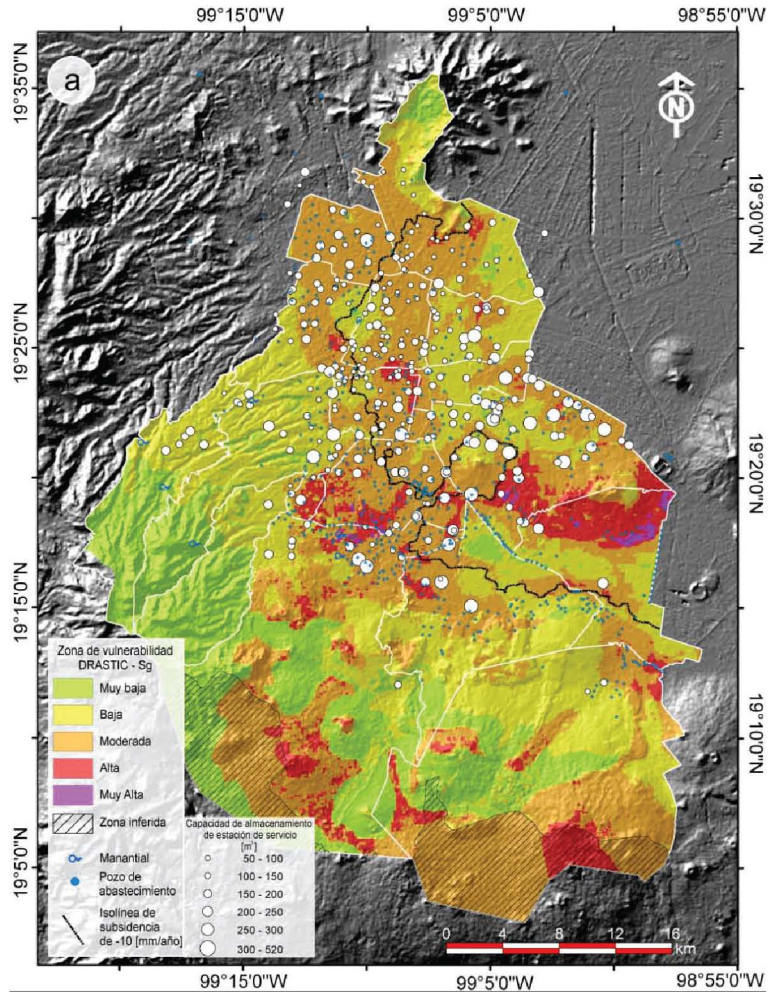 99°15'0"W 99°5'0"W 98°55'0"W
a
N
19°35'0"N
19°30'0"N
19°25'0"N
19°20'0"N
19°15'0"N
19°10'0"N
19°5'0"N
Zona de vulnerabilidad
DRASTIC - Sg
Muy baja
Baja
Moderada
Alta
Muy Alta
Zona inferida
Manantial
Pozo de
abastecimiento
Isolínea de
subsidencia
de -10 [mm/año]
Capacidad de almacenamiento
de estación de servicio
[m³]
50 - 100
100 - 150
150 - 200
200 - 250
250 - 300
300 - 520
0 4 8 12 16
km
99°15'0"W 99°5'0"W 98°55'0"W